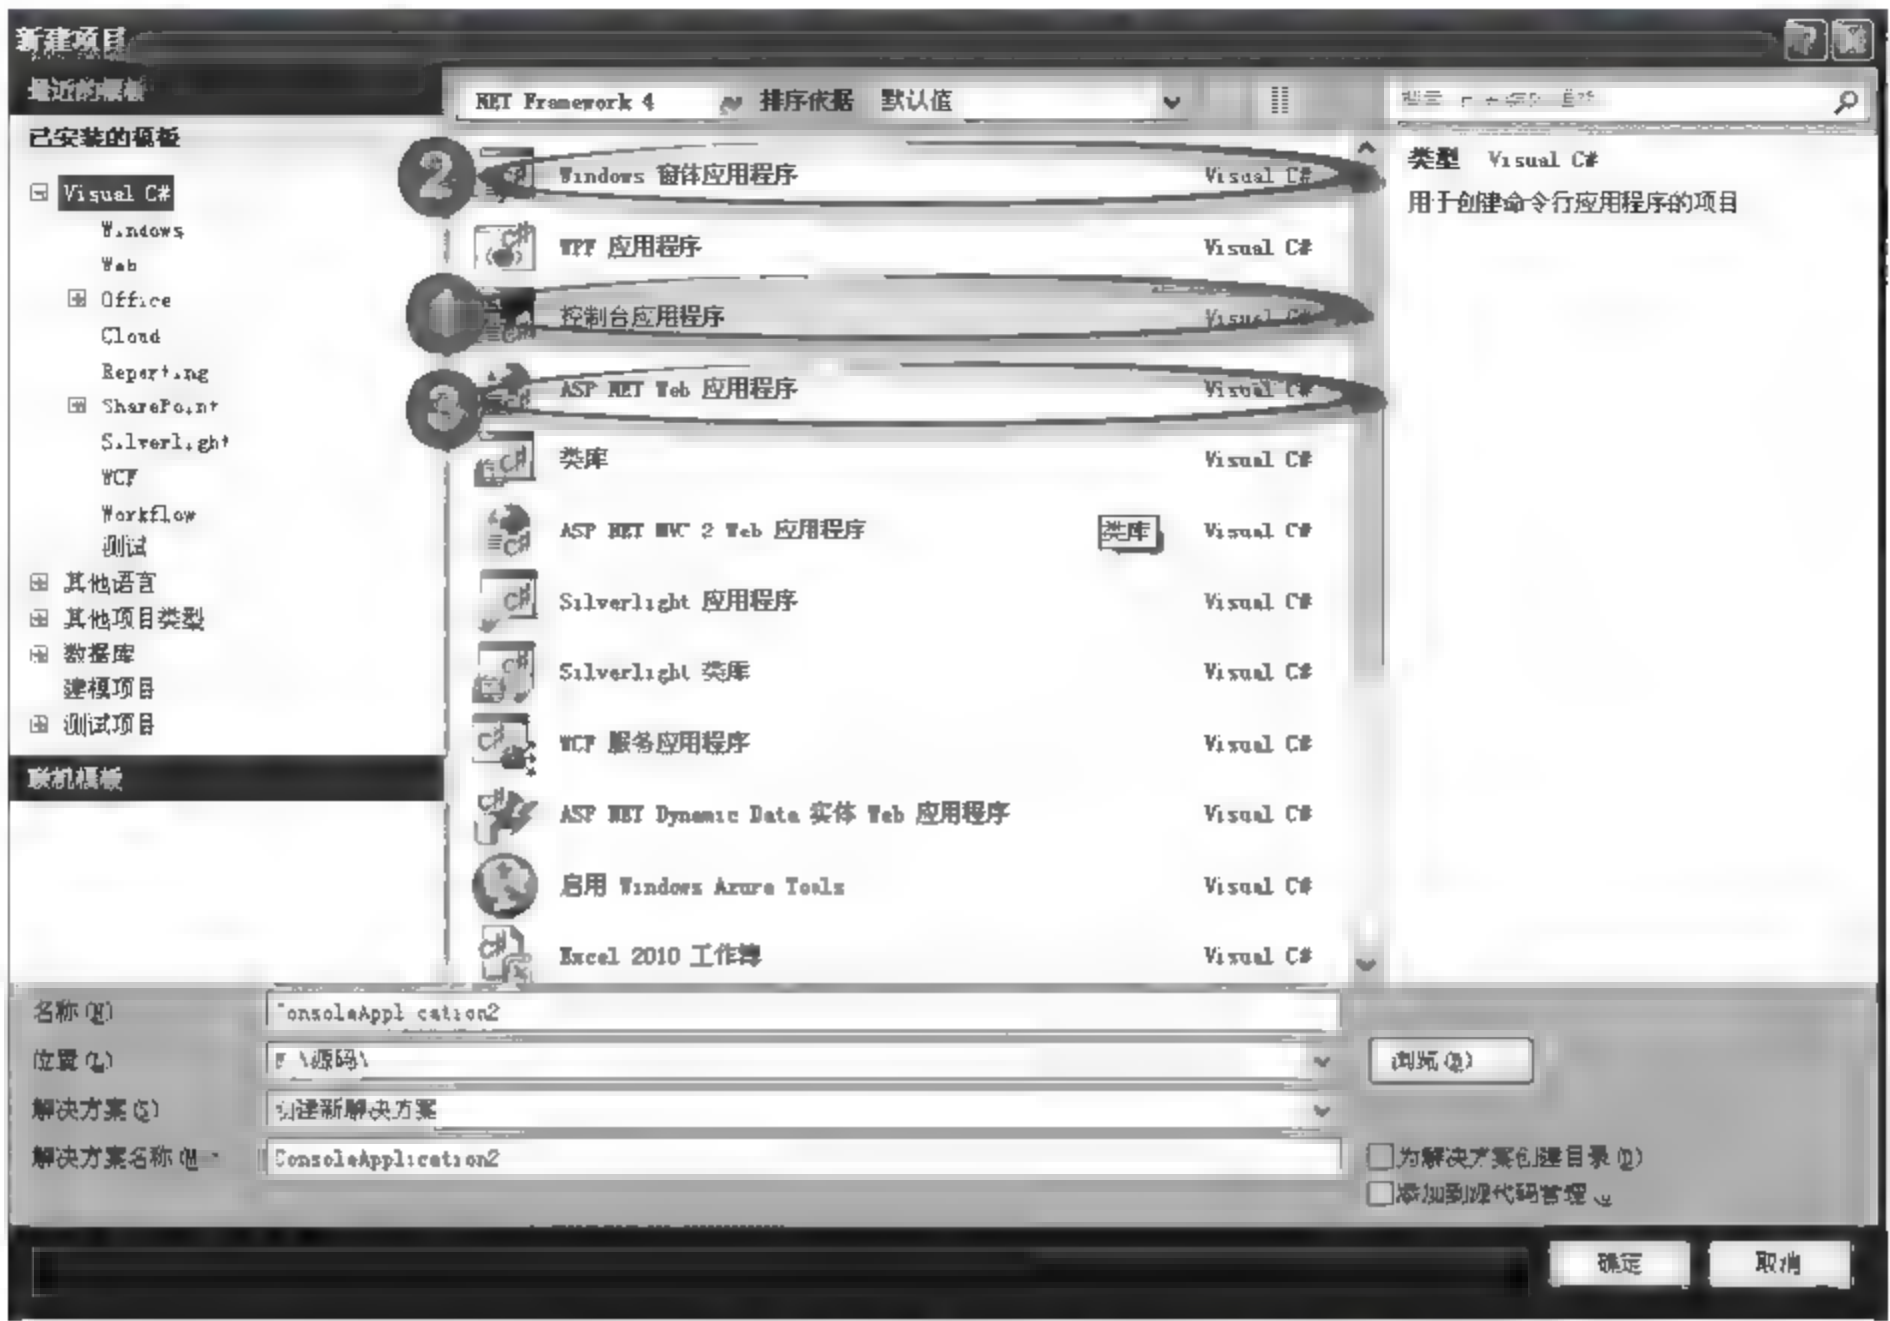 新建项目
最近的模板
NET Framework 4 排序依据 默认值
已安装的模板
Visual C#
Windows
Web
Office
Cloud
Reporting
SharePoint
Silverlight
WCF
Workflow
测试
其他语言
其他项目类型
数据库
建模项目
测试项目
联机模板
2 Windows 窗体应用程序 Visual C#
WPF 应用程序 Visual C#
1 控制台应用程序 Visual C#
3 ASP NET Web 应用程序 Visual C#
类库 Visual C#
ASP NET MVC 2 Web 应用程序 类库 Visual C#
Silverlight 应用程序 Visual C#
Silverlight 类库 Visual C#
WCF 服务应用程序 Visual C#
ASP NET Dynamic Data 实体 Web 应用程序 Visual C#
启用 Windows Azure Tools Visual C#
Excel 2010 工作簿 Visual C#
类型 Visual C#
用于创建命令行应用程序的项目
名称(N) ConsoleApplication2
位置(L) \源码\ 浏览(B)
解决方案(S) 创建新解决方案
解决方案名称(M) ConsoleApplication2
为解决方案创建目录(D)
添加到源代码管理
确定 取消